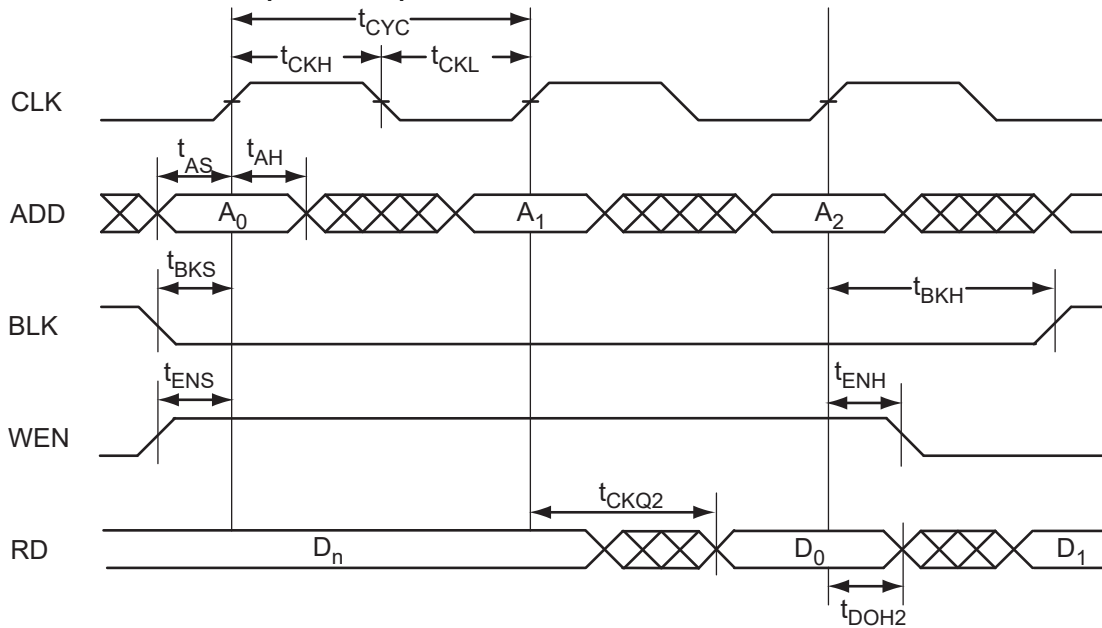 tCYC
tCKH tCKL
CLK
tAS tAH
ADD A0 A1 A2
tBKS tBKH
BLK
tENS tENH
WEN
tCKQ2
RD Dn D0 D1
tDOH2